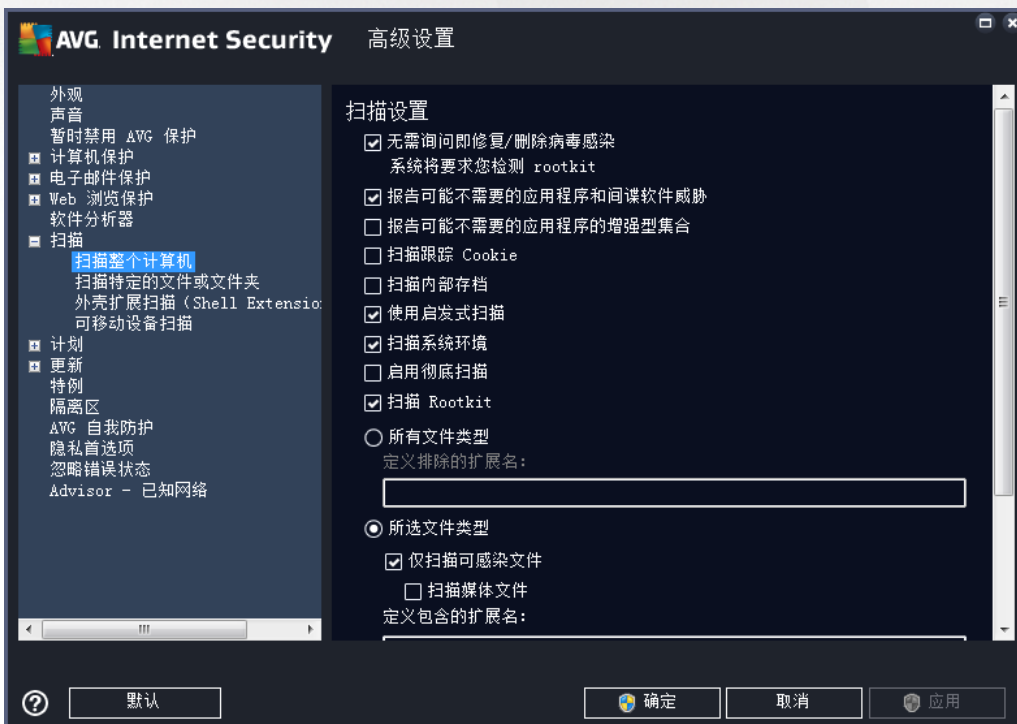 AVG. Internet Security 高级设置
外观
声音
暂时禁用 AVG 保护
计算机保护
电子邮件保护
Web 浏览保护
软件分析器
扫描
扫描整个计算机
扫描特定的文件或文件夹
外壳扩展扫描（Shell Extensio
可移动设备扫描
计划
更新
特例
隔离区
AVG 自我防护
隐私首选项
忽略错误状态
Advisor - 已知网络
扫描设置
无需询问即修复/删除病毒感染
系统将要求您检测 rootkit
报告可能不需要的应用程序和间谍软件威胁
报告可能不需要的应用程序的增强型集合
扫描跟踪 Cookie
扫描内部存档
使用启发式扫描
扫描系统环境
启用彻底扫描
扫描 Rootkit
所有文件类型
定义排除的扩展名：
所选文件类型
仅扫描可感染文件
扫描媒体文件
定义包含的扩展名：
默认
确定
取消
应用